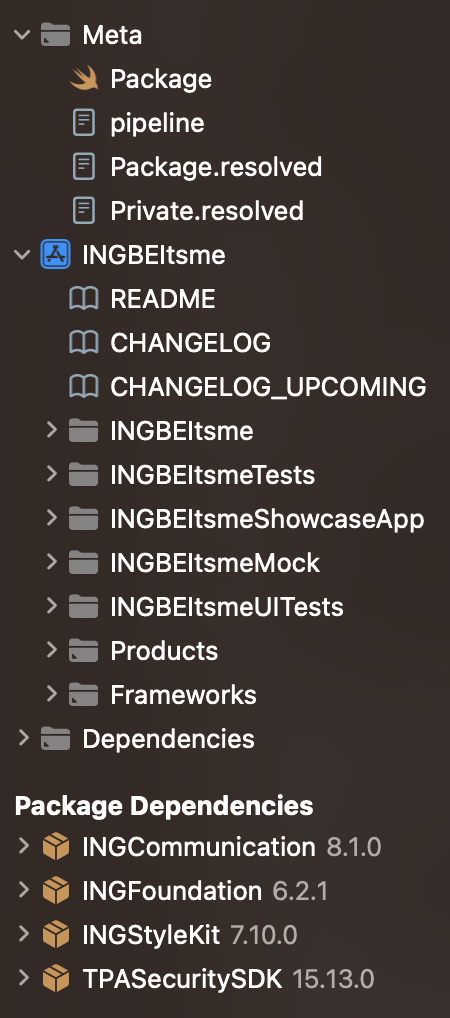 Meta
Package
pipeline
Package.resolved
Private.resolved
INGBEItsme
README
CHANGELOG
CHANGELOG_UPCOMING
INGBEItsme
INGBEItsmeTests
INGBEItsmeShowcaseApp
INGBEItsmeMock
INGBEItsmeUITests
Products
Frameworks
Dependencies
Package Dependencies
INGCommunication 8.1.0
INGFoundation 6.2.1
INGStyleKit 7.10.0
TPASecuritySDK 15.13.0